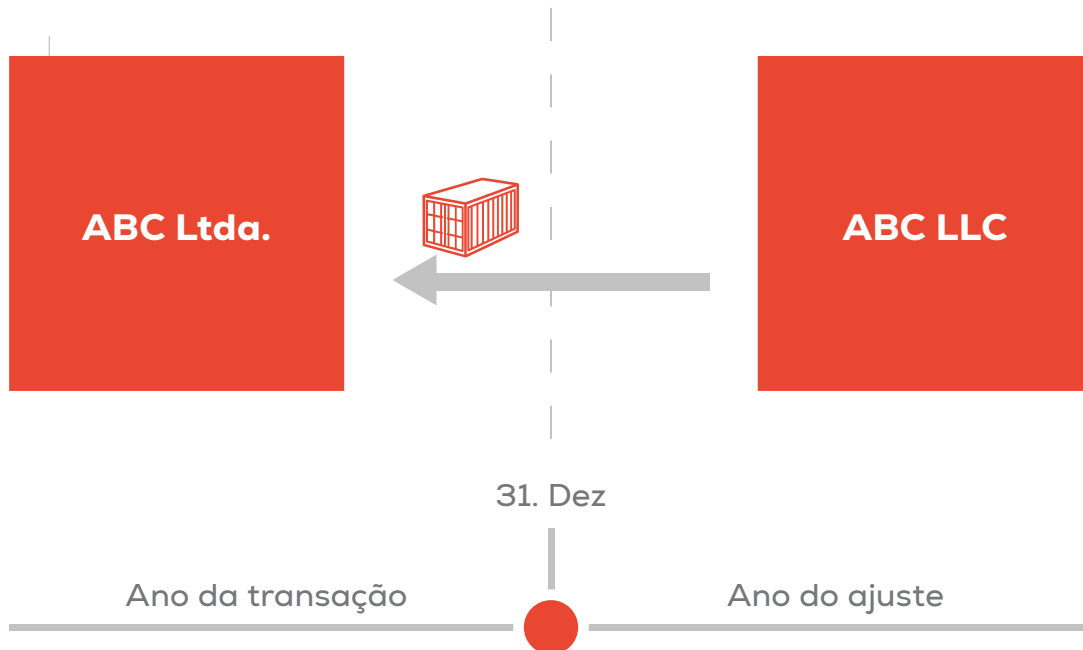 ABC Ltda.
ABC LLC
31. Dez
Ano da transação
Ano do ajuste